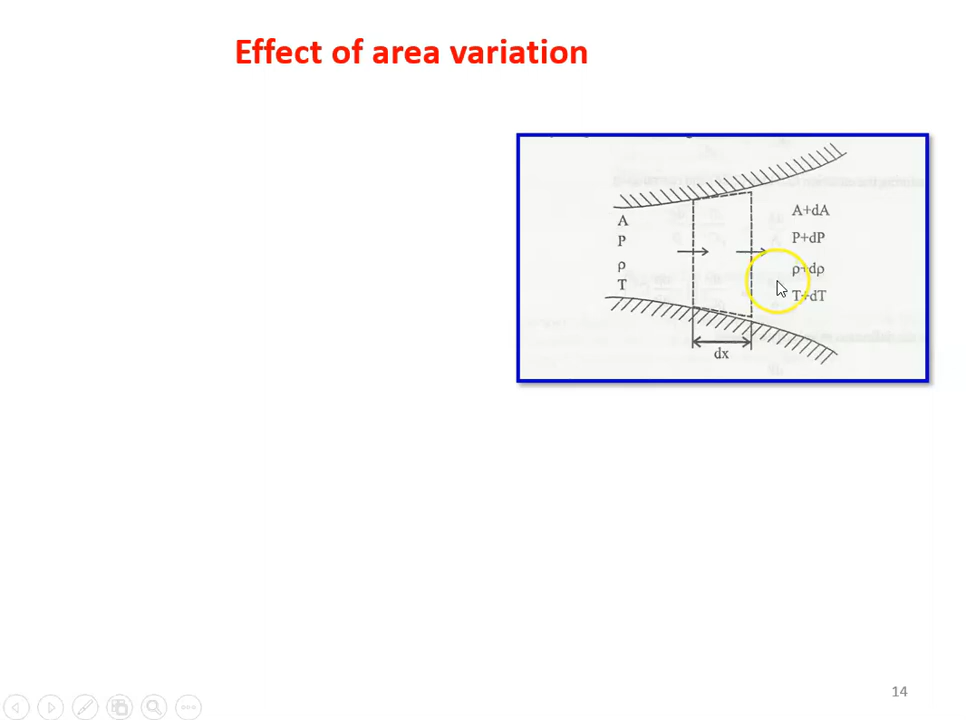 Effect of area variation
A
P
ρ
T
A+dA
P+dP
ρ+dρ
T+dT
dx
14